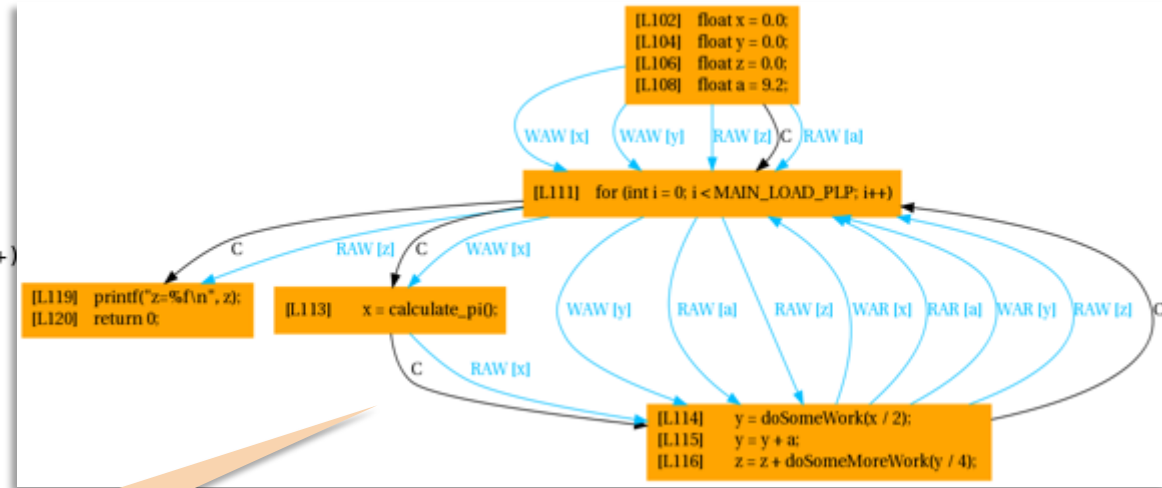 [L102] float x = 0.0;
[L104] float y = 0.0;
[L106] float z = 0.0;
[L108] float a = 9.2;
WAW [x] WAW [y] RAW [z] C RAW [a]
[L111] for (int i = 0; i < MAIN_LOAD_PLP; i++)
+)
C RAW [z] C WAW [x]
[L119] printf("z=%f\n", z);
[L120] return 0;
[L113] x = calculate_pi();
WAW [y] RAW [a] RAW [z] WAR [x] RAR [a] WAR [y] RAW [z] C
C RAW [x]
[L114] y = doSomeWork(x / 2);
[L115] y = y + a;
[L116] z = z + doSomeMoreWork(y / 4);